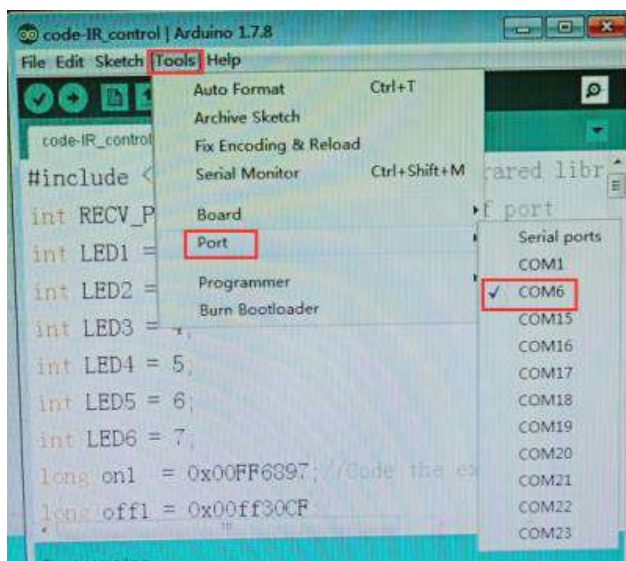 code-IR_control | Arduino 1.7.8
File Edit Sketch Tools Help
Auto Format Ctrl+T
Archive Sketch
code-IR_control
Fix Encoding & Reload
Serial Monitor Ctrl+Shift+M
#include < rared libr
int RECV_P f port
Board
Port
Serial ports
int LED1 =
COM1
Programmer
int LED2 =
COM6
Burn Bootloader
int LED3 =
COM15
COM16
int LED4 = 5;
COM17
int LED5 = 6;
COM18
COM19
int LED6 = 7;
COM20
long on1 = 0x00FF6897;//Code the ex
COM21
COM22
long off1 = 0x00ff30CF
COM23